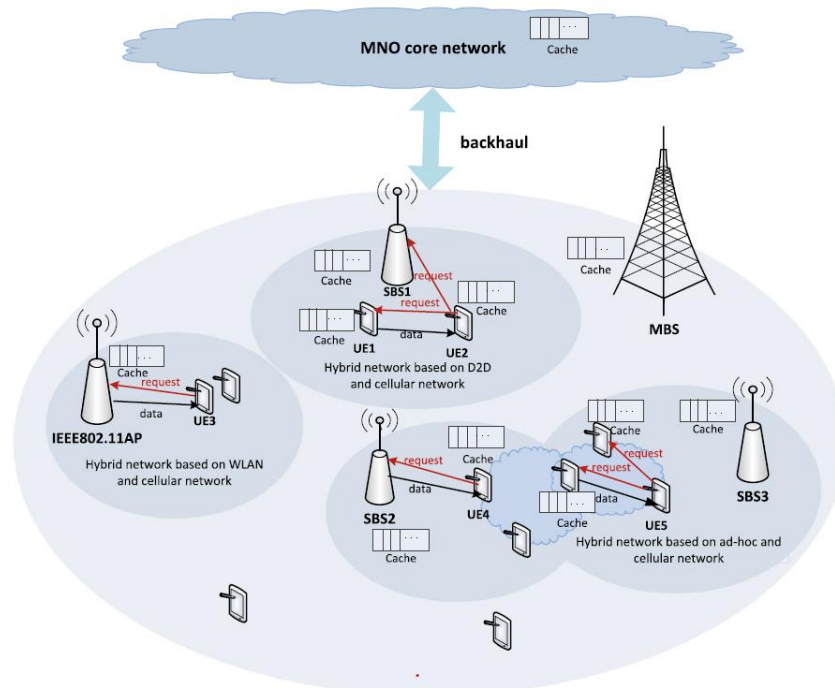 MNO core network
Cache
backhaul
Cache
SBS1
request
Cache
request
Cache
UE1
data
UE2
Hybrid network based on D2D
and cellular network
Cache
MBS
Cache
request
data
UE3
IEEE802.11AP
Hybrid network based on WLAN
and cellular network
Cache
request
data
UE4
SBS2
Cache
Cache
request
request
data
Cache
UE5
Cache
SBS3
Hybrid network based on ad-hoc and
cellular network